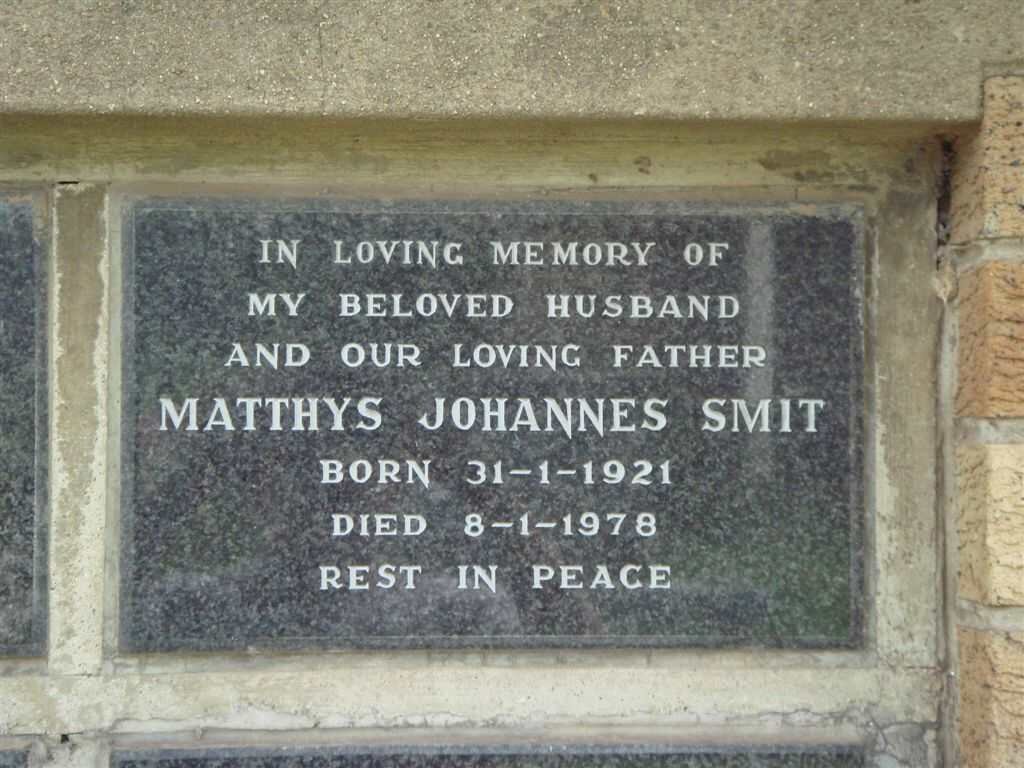 IN LOVING MEMORY OF
MY BELOVED HUSBAND
AND OUR LOVING FATHER
MATTHYS JOHANNES SMIT
BORN 31-1-1921
DIED 8-1-1978
REST IN PEACE